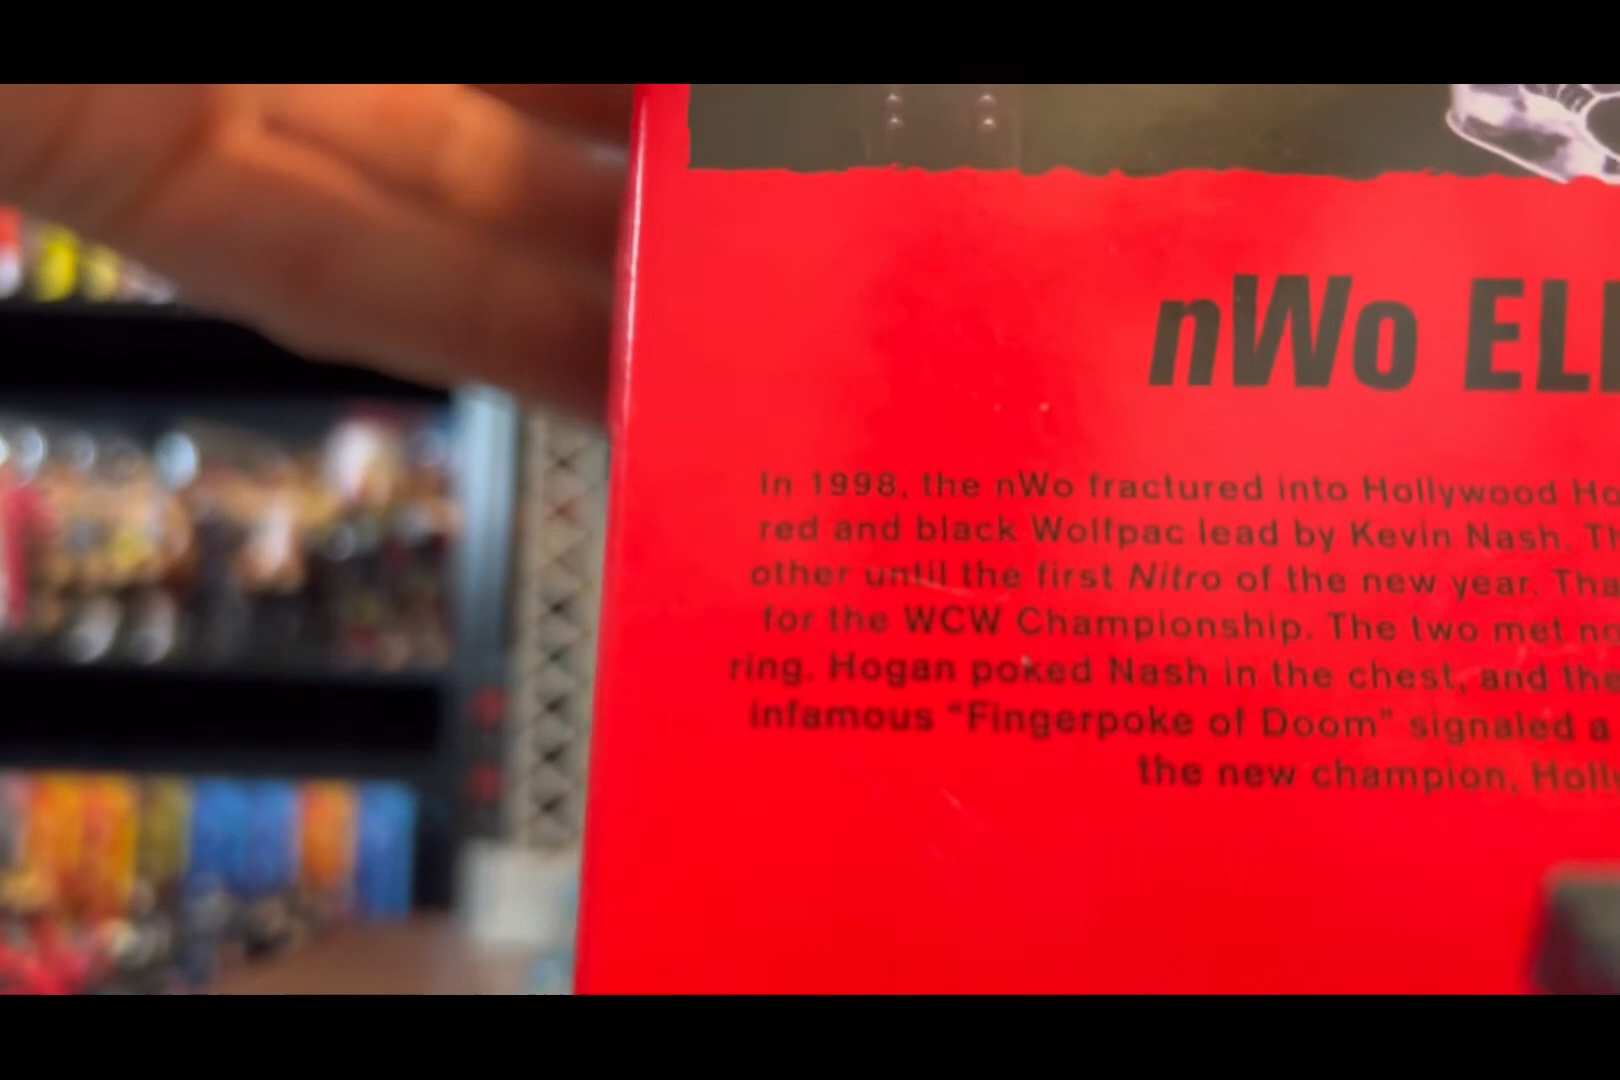 nWo ELI
In 1998, the nWo fractured into Hollywood Ho
red and black Wolfpac lead by Kevin Nash. Th
other until the first Nitro of the new year. Tha
for the WCW Championship. The two met
ring. Hogan poked Nash in the chest, and the
infamous “Fingerpoke of Doom” signaled a
the new champion, Holly